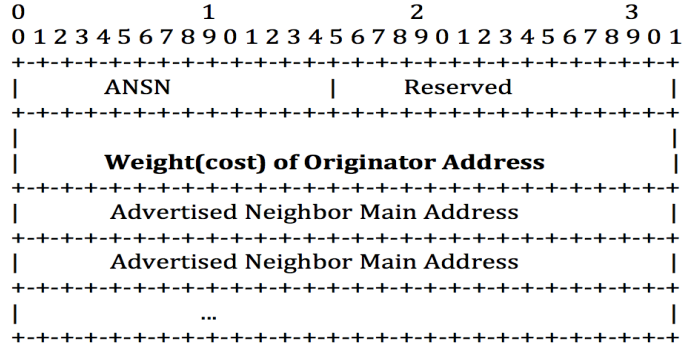 0 1 2 3
0 1 2 3 4 5 6 7 8 9 0 1 2 3 4 5 6 7 8 9 0 1 2 3 4 5 6 7 8 9 0 1
+-+-+-+-+-+-+-+-+-+-+-+-+-+-+-+-+-+-+-+-+-+-+-+-+-+-+-+-+-+-+-+-+
| ANSN | Reserved |
+-+-+-+-+-+-+-+-+-+-+-+-+-+-+-+-+-+-+-+-+-+-+-+-+-+-+-+-+-+-+-+-+
| |
| Weight(cost) of Originator Address |
+-+-+-+-+-+-+-+-+-+-+-+-+-+-+-+-+-+-+-+-+-+-+-+-+-+-+-+-+-+-+-+-+
| Advertised Neighbor Main Address |
+-+-+-+-+-+-+-+-+-+-+-+-+-+-+-+-+-+-+-+-+-+-+-+-+-+-+-+-+-+-+-+-+
| Advertised Neighbor Main Address |
+-+-+-+-+-+-+-+-+-+-+-+-+-+-+-+-+-+-+-+-+-+-+-+-+-+-+-+-+-+-+-+-+
| ... |
+-+-+-+-+-+-+-+-+-+-+-+-+-+-+-+-+-+-+-+-+-+-+-+-+-+-+-+-+-+-+-+-+